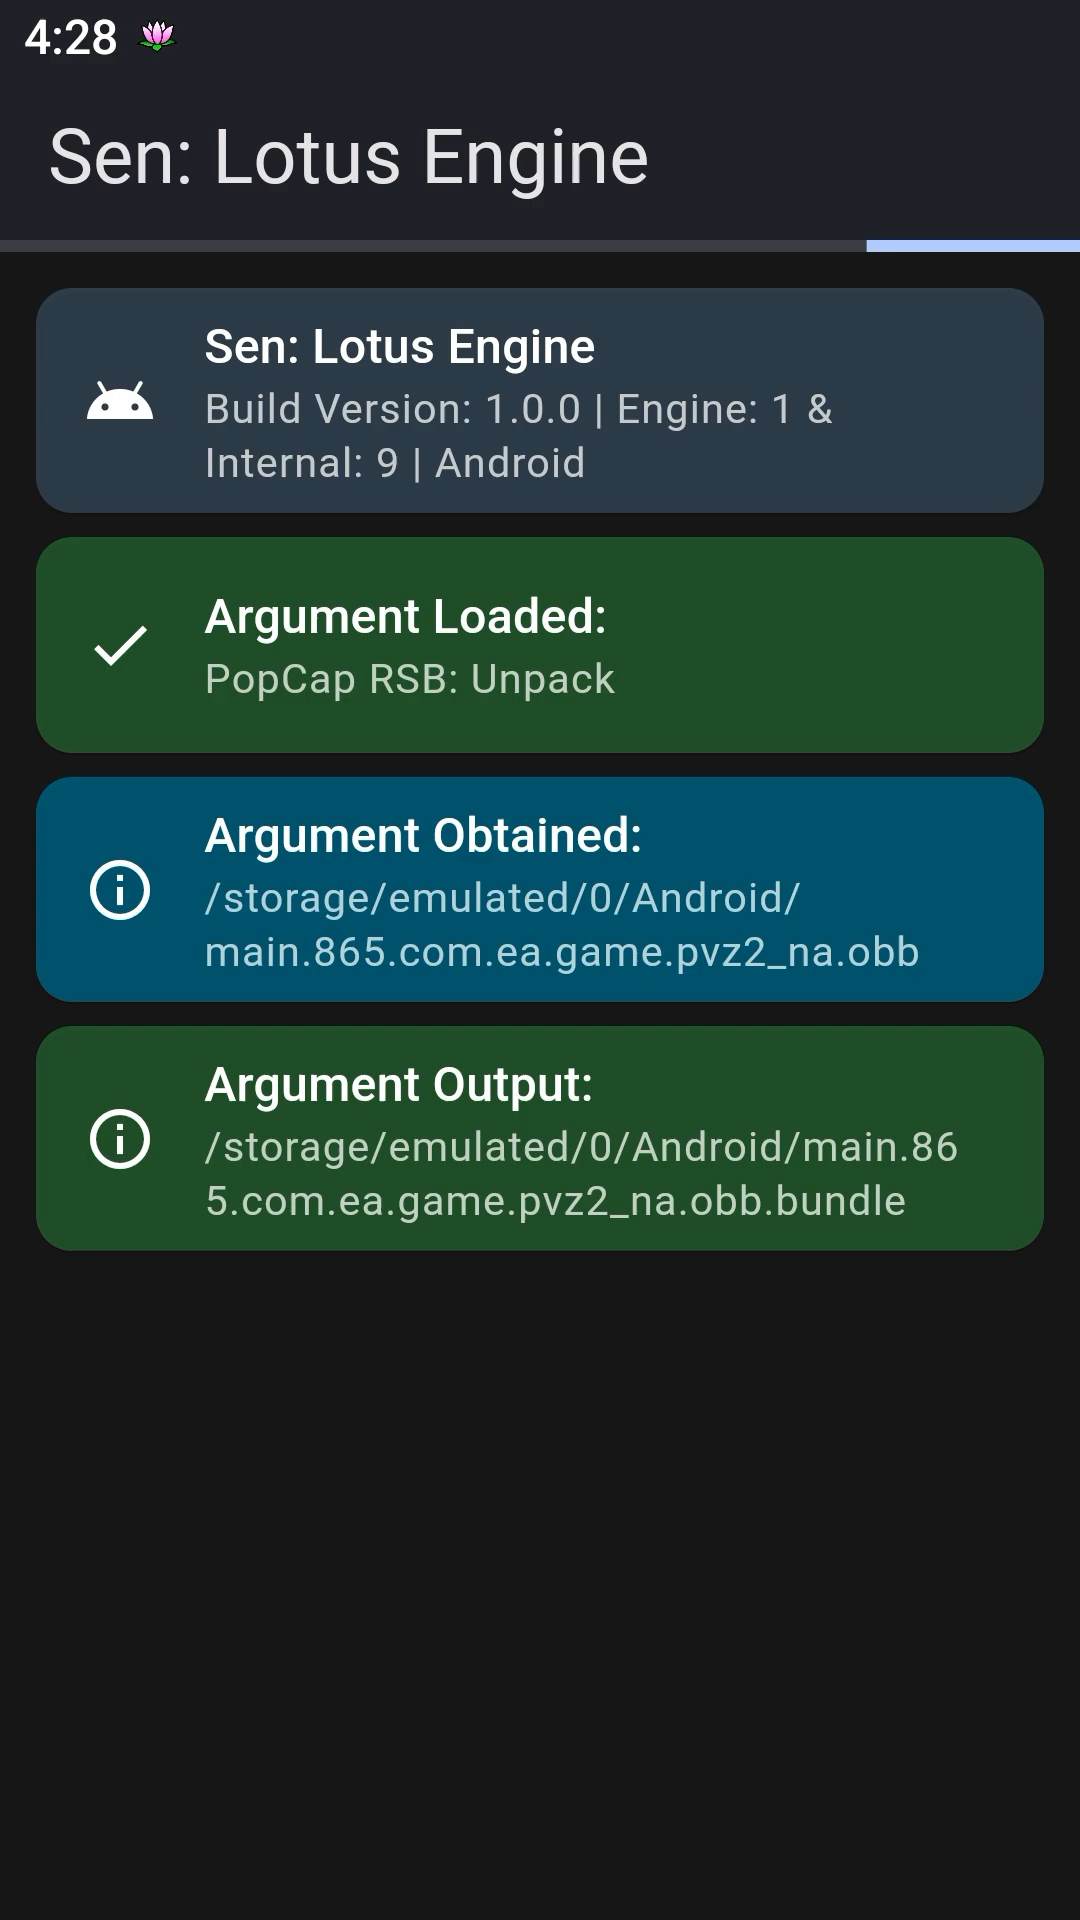 4:28
Sen: Lotus Engine
Sen: Lotus Engine
Build Version: 1.0.0 | Engine: 1 &
Internal: 9 | Android
Argument Loaded:
PopCap RSB: Unpack
Argument Obtained:
/storage/emulated/0/Android/
main.865.com.ea.game.pvz2_na.obb
Argument Output:
/storage/emulated/0/Android/main.86
5.com.ea.game.pvz2_na.obb.bundle